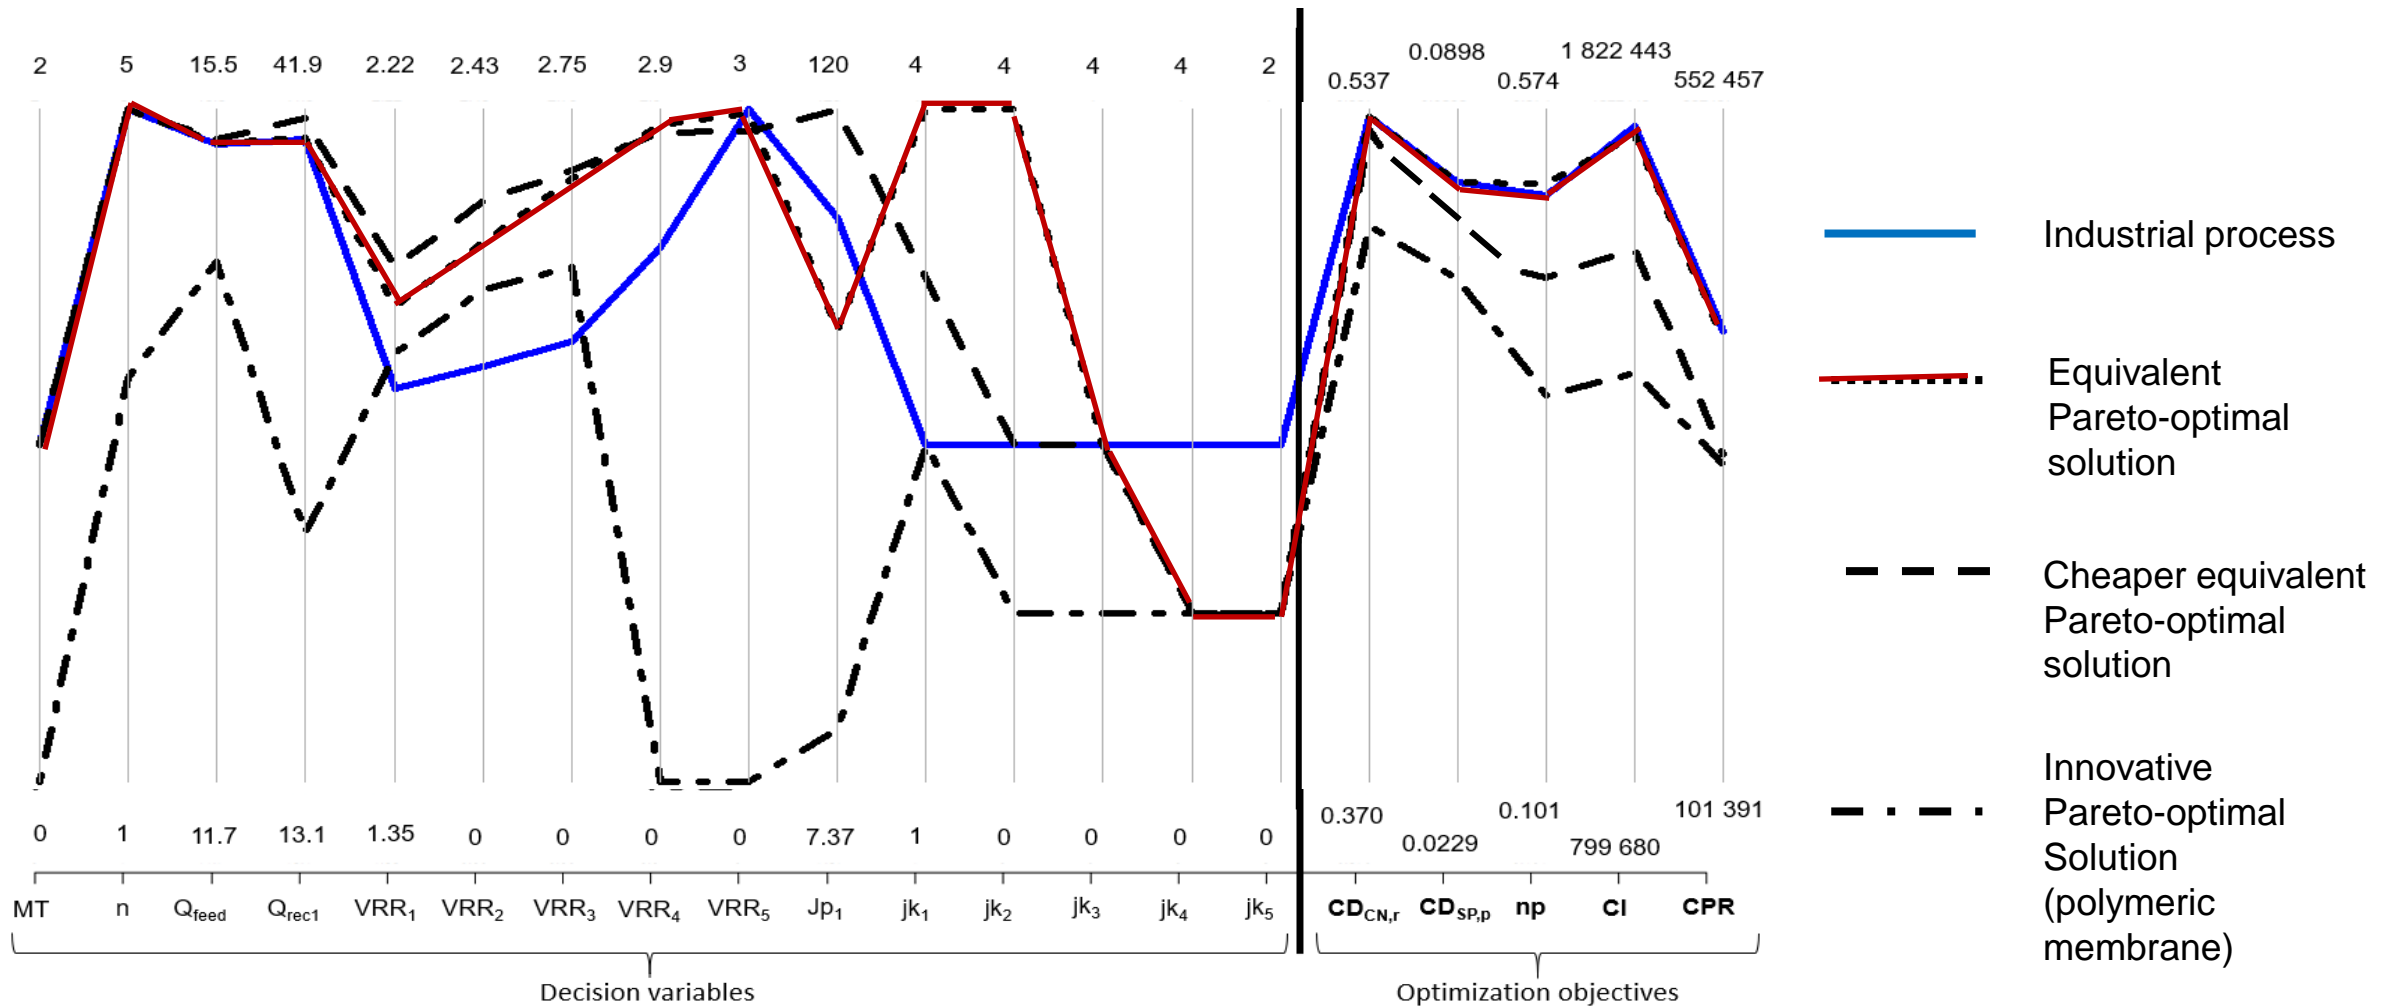 2 5 15.5 41.9 2.22 2.43 2.75 2.9 3 120 4 4 4 4 2 0.537 0.0898 0.574 1 822 443 552 457
Industrial process
Equivalent
Pareto-optimal
solution
Cheaper equivalent
Pareto-optimal
solution
Innovative
Pareto-optimal
Solution
(polymeric
membrane)
0 1 11.7 13.1 1.35 0 0 0 0 7.37 1 0 0 0 0 0.370 0.0229 0.101 799 680 101 391
MT n Qfeed Qrec1 VRR1 VRR2 VRR3 VRR4 VRR5 Jp1 jk1 jk2 jk3 jk4 jk5 CDCN,r CDSP,p np CI CPR
Decision variables Optimization objectives